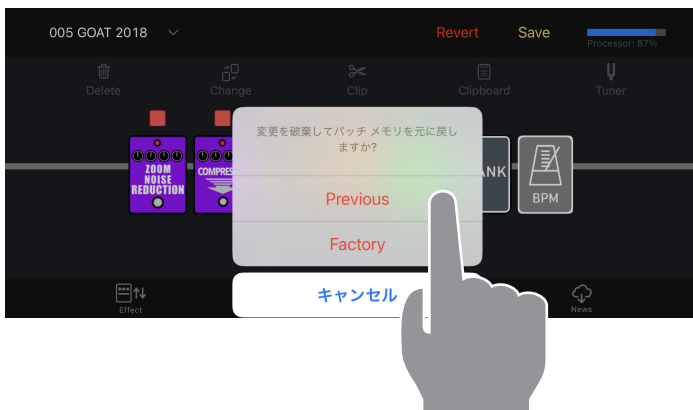 005 GOAT 2018
Revert
Save
Processor: 87%
Delete
Change
Clip
Clipboard
Tuner
変更を破棄してパッチ メモリを元に戻し
ますか?
ZOOM
NOISE
REDUCTION
COMPRES
ANK
BPM
Previous
Factory
キャンセル
Effect
News